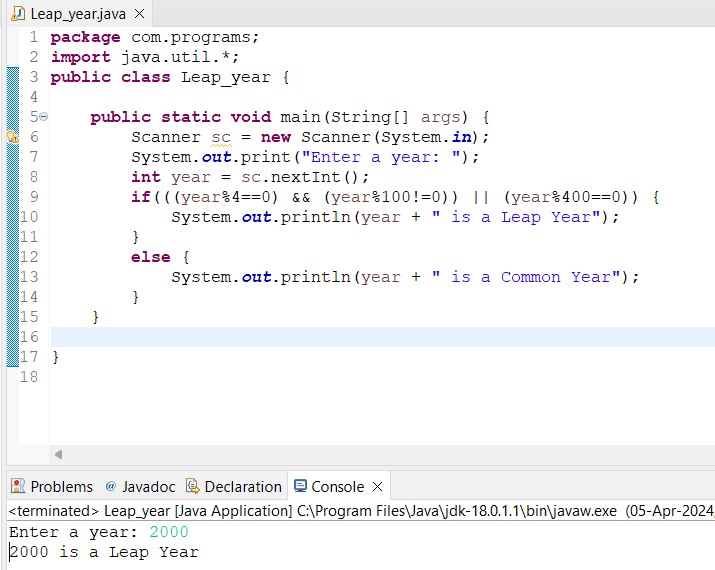 Leap_year.java
1 package com.programs;
2 import java.util.*;
3 public class Leap_year {
4
5 public static void main(String[] args) {
6 Scanner sc = new Scanner(System.in);
7 System.out.print("Enter a year: ");
8 int year = sc.nextInt();
9 if(((year%4==0) && (year%100!=0)) || (year%400==0)) {
10 System.out.println(year + " is a Leap Year");
11 }
12 else {
13 System.out.println(year + " is a Common Year");
14 }
15 }
16
17 }
18
Problems @ Javadoc Declaration Console
<terminated> Leap_year [Java Application] C:\Program Files\Java\jdk-18.0.1.1\bin\javaw.exe (05-Apr-2024,
Enter a year: 2000
2000 is a Leap Year